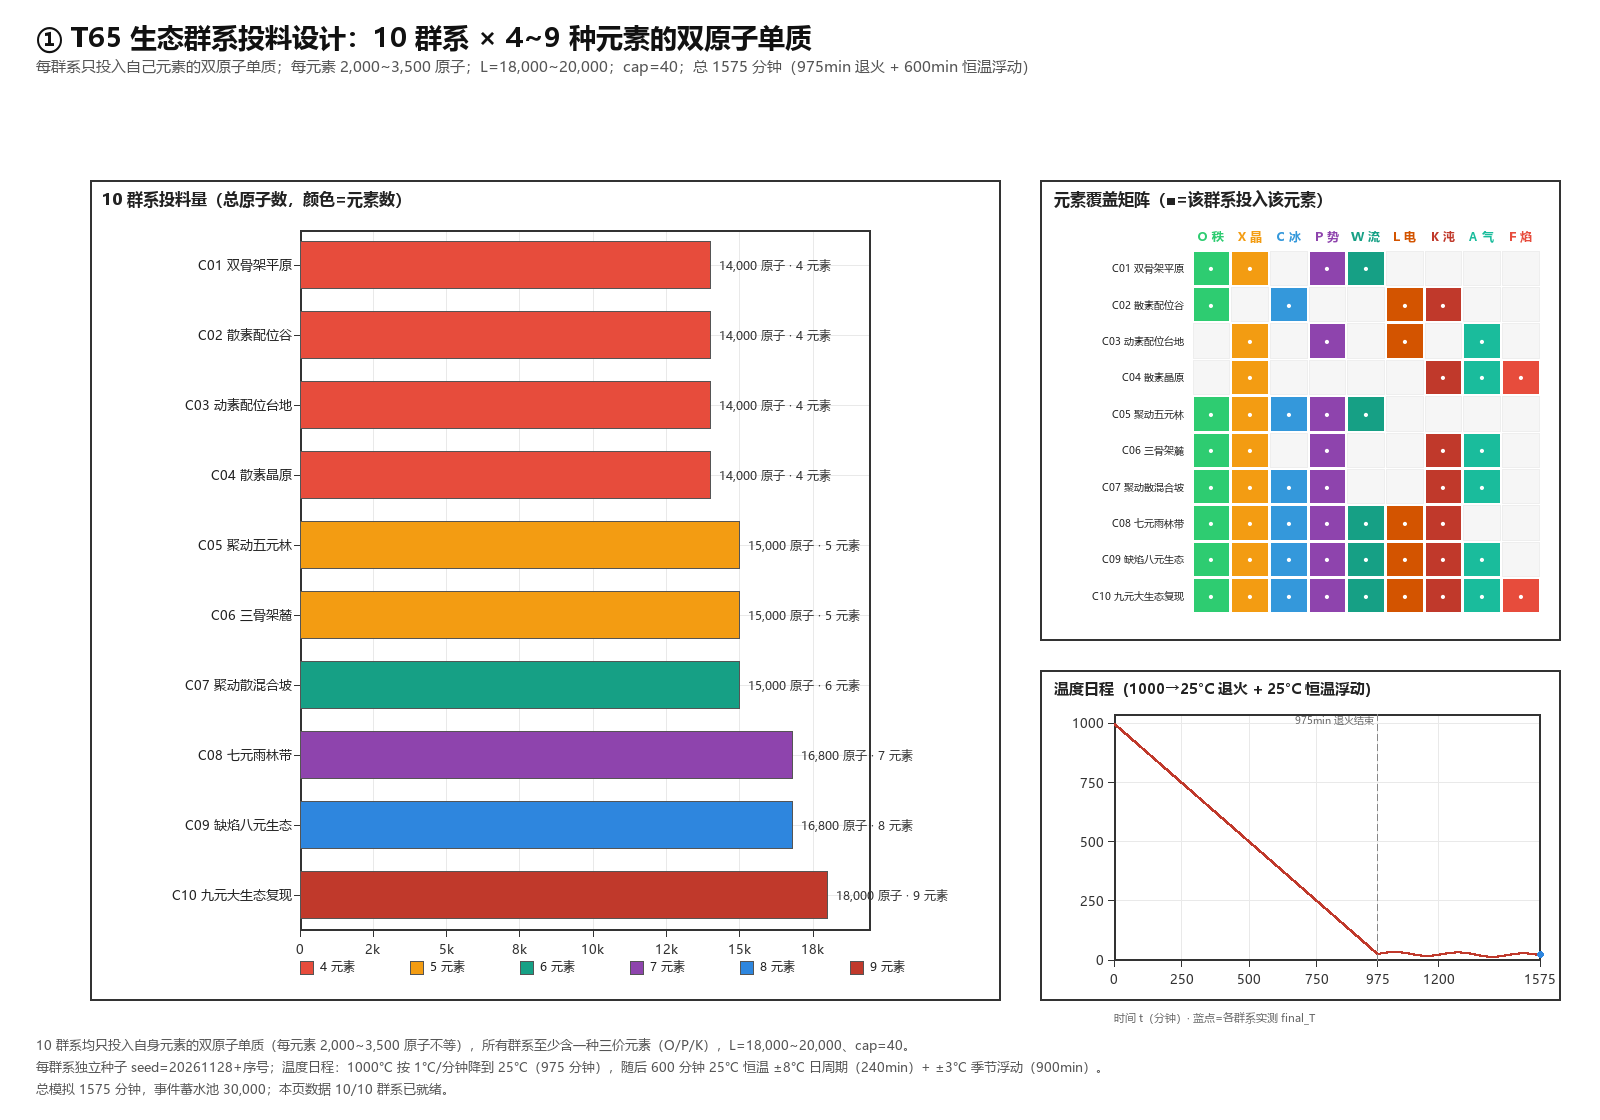 ① T65 生态群系投料设计：10 群系 × 4~9 种元素的双原子单质
每群系只投入自己元素的双原子单质；每元素 2,000~3,500 原子；L=18,000~20,000；cap=40；总 1575 分钟（975min 退火 + 600min 恒温浮动）
10 群系投料量（总原子数，颜色=元素数）
C01 双骨架平原
14,000 原子 · 4 元素
C02 散素配位谷
14,000 原子 · 4 元素
C03 动素配位台地
14,000 原子 · 4 元素
C04 散素晶原
14,000 原子 · 4 元素
C05 聚动五元林
15,000 原子 · 5 元素
C06 三骨架麓
15,000 原子 · 5 元素
C07 聚动散混合坡
15,000 原子 · 6 元素
C08 七元雨林带
16,800 原子 · 7 元素
C09 缺焰八元生态
16,800 原子 · 8 元素
C10 九元大生态复现
18,000 原子 · 9 元素
0 2k 5k 8k 10k 12k 15k 18k
4 元素 5 元素 6 元素 7 元素 8 元素 9 元素
元素覆盖矩阵（■=该群系投入该元素）
O 秩 X 晶 C 冰 P 势 W 流 L 电 K 沌 A 气 F 焰
C01 双骨架平原
C02 散素配位谷
C03 动素配位台地
C04 散素晶原
C05 聚动五元林
C06 三骨架麓
C07 聚动散混合坡
C08 七元雨林带
C09 缺焰八元生态
C10 九元大生态复现
温度日程（1000→25°C 退火 + 25°C 恒温浮动）
975min 退火结束
1000
750
500
250
0
0 250 500 750 975 1200 1575
时间 t（分钟）· 蓝点=各群系实测 final_T
10 群系均只投入自身元素的双原子单质（每元素 2,000~3,500 原子不等），所有群系至少含一种三价元素（O/P/K），L=18,000~20,000、cap=40。
每群系独立种子 seed=20261128+序号；温度日程：1000°C 按 1°C/分钟降到 25°C（975 分钟），随后 600 分钟 25°C 恒温 ±8°C 日周期（240min）+ ±3°C 季节浮动（900min）。
总模拟 1575 分钟，事件蓄水池 30,000；本页数据 10/10 群系已就绪。